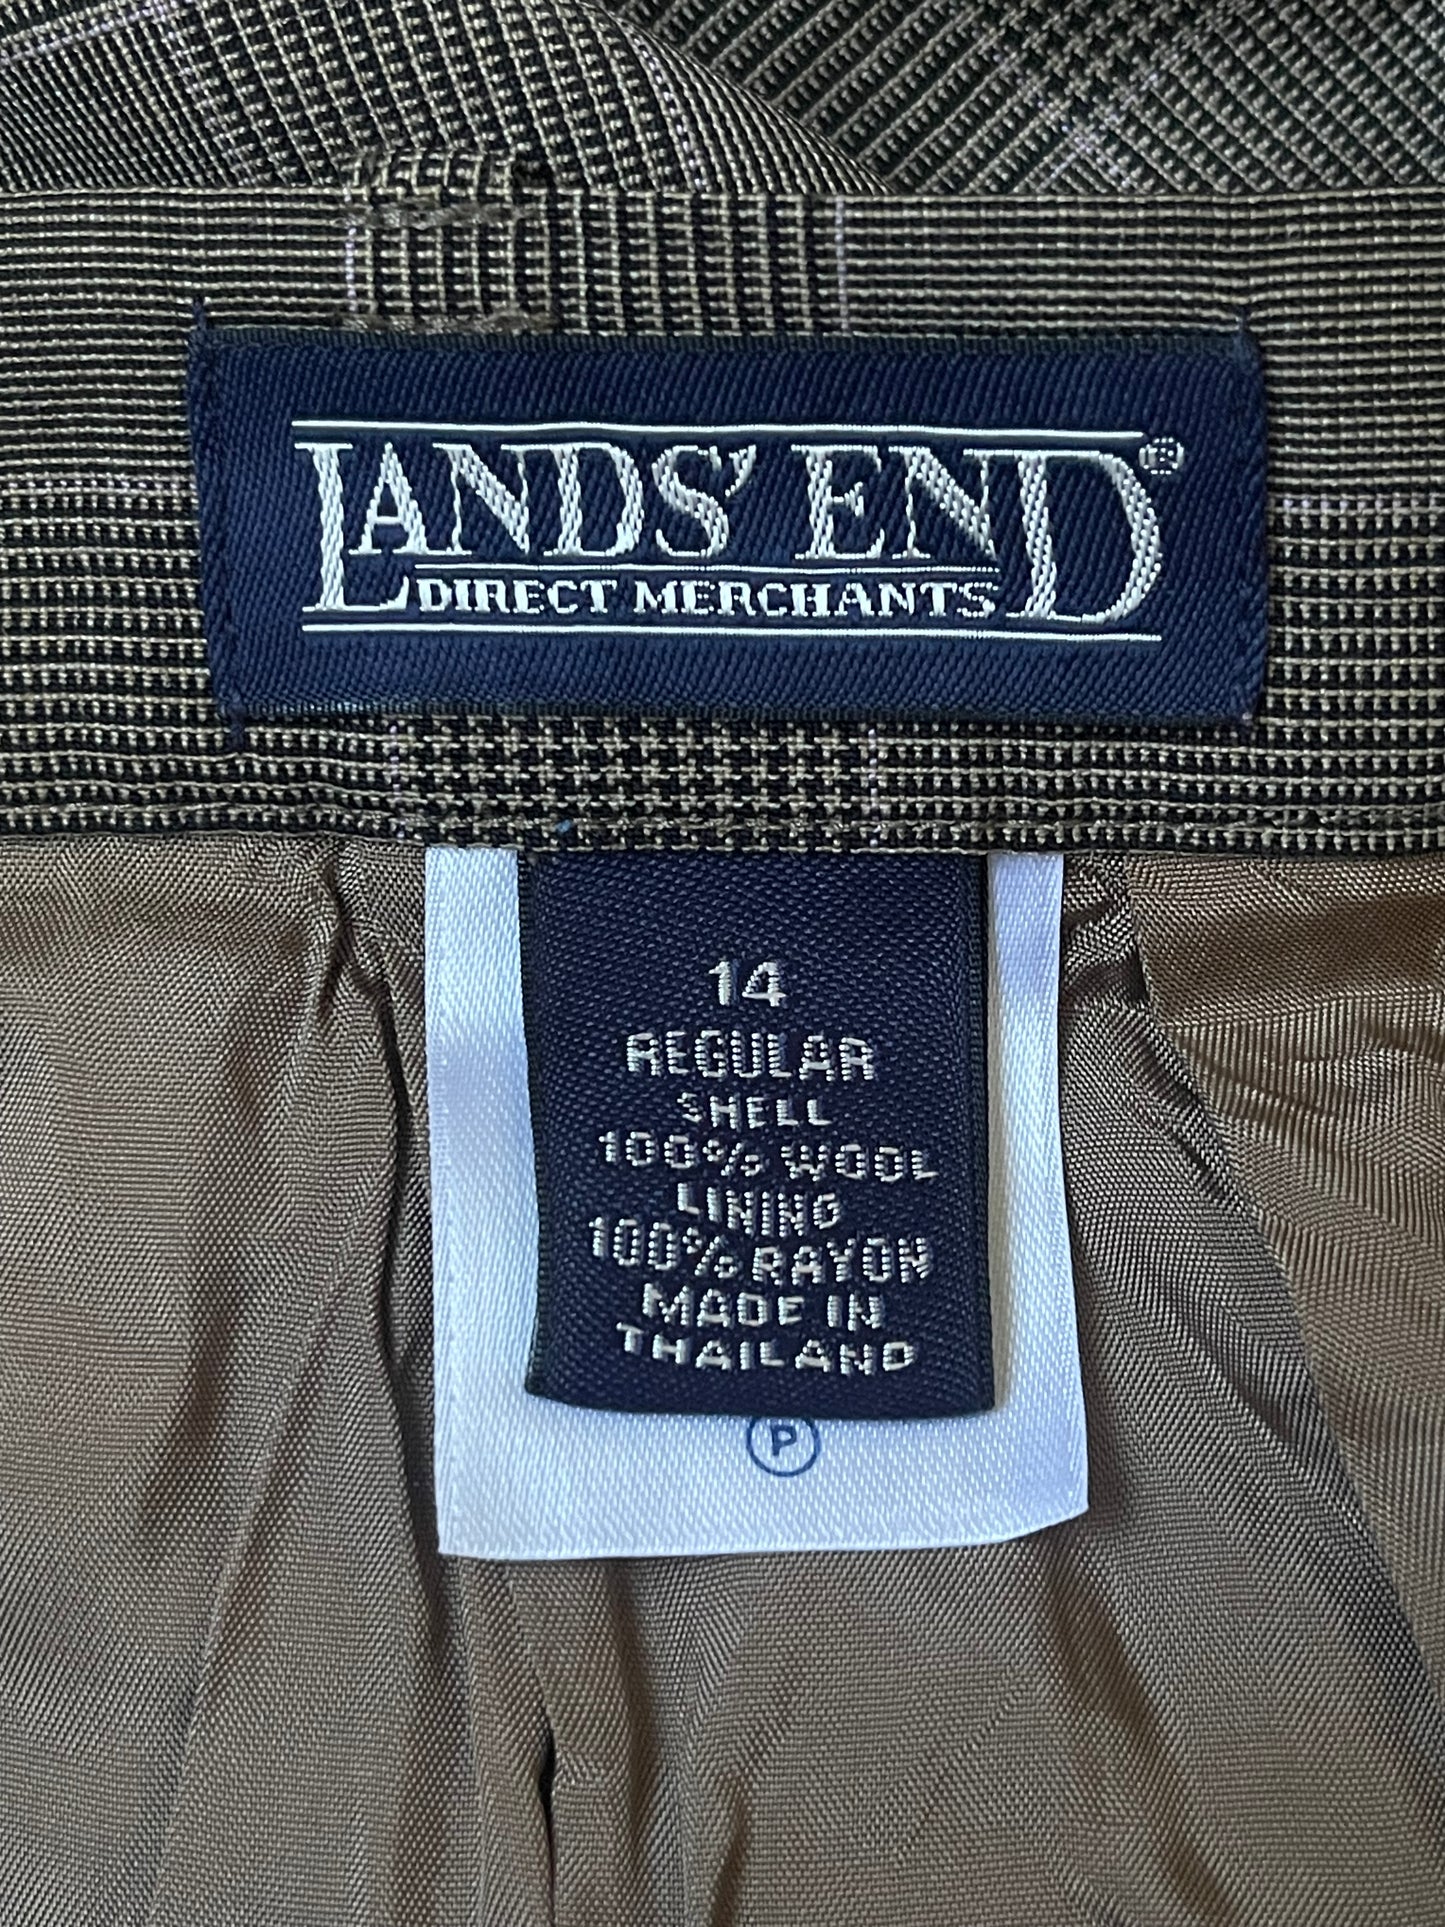 LANDS' END®
DIRECT MERCHANTS
14
REGULAR
SHELL
100% WOOL
LINING
100% RAYON
MADE IN
THAILAND
P